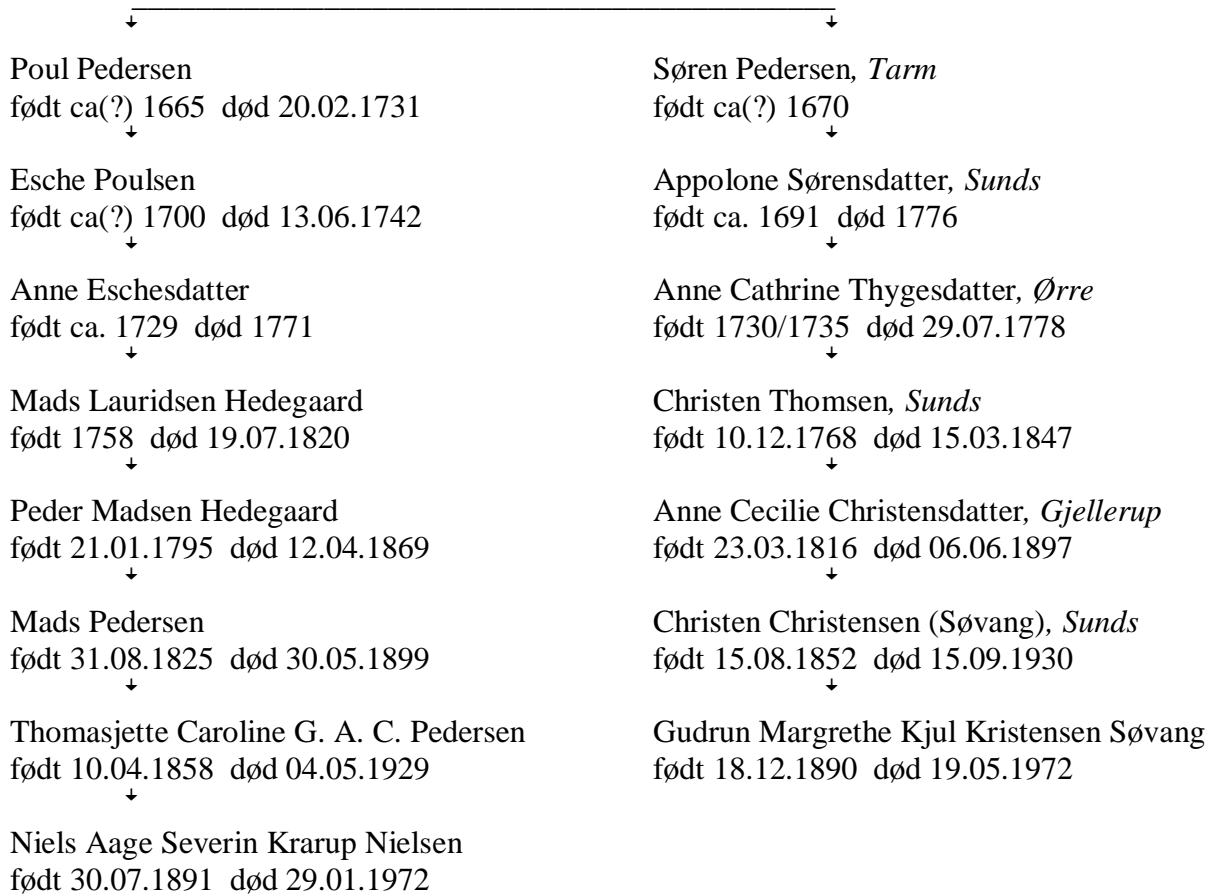 Poul Pedersen
født ca(?) 1665  død 20.02.1731
Esche Poulsen
født ca(?) 1700  død 13.06.1742
Anne Eschesdatter
født ca. 1729  død 1771
Mads Lauridsen Hedegaard
født 1758  død 19.07.1820
Peder Madsen Hedegaard
født 21.01.1795  død 12.04.1869
Mads Pedersen
født 31.08.1825  død 30.05.1899
Thomasjette Caroline G. A. C. Pedersen
født 10.04.1858  død 04.05.1929
Niels Aage Severin Krarup Nielsen
født 30.07.1891  død 29.01.1972
Søren Pedersen, Tarm
født ca(?) 1670
Appolone Sørensdatter, Sunds
født ca. 1691  død 1776
Anne Cathrine Thygesdatter, Ørre
født 1730/1735  død 29.07.1778
Christen Thomsen, Sunds
født 10.12.1768  død 15.03.1847
Anne Cecilie Christensdatter, Gjellerup
født 23.03.1816  død 06.06.1897
Christen Christensen (Søvang), Sunds
født 15.08.1852  død 15.09.1930
Gudrun Margrethe Kjul Kristensen Søvang
født 18.12.1890  død 19.05.1972